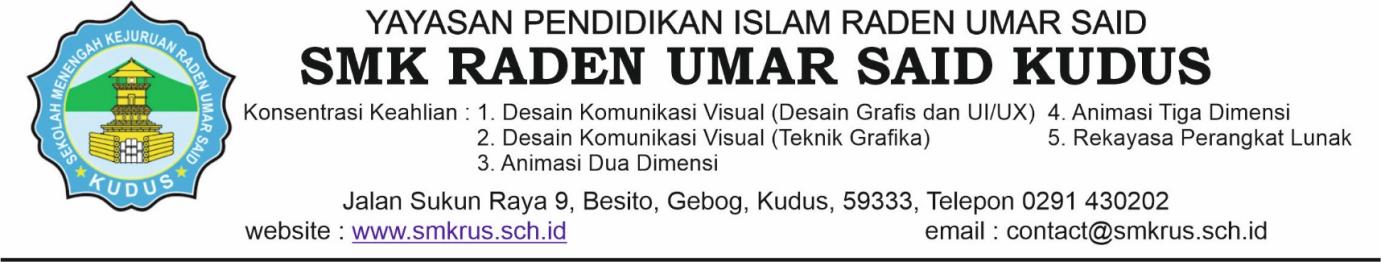 YAYASAN PENDIDIKAN ISLAM RADEN UMAR SAID
SMK RADEN UMAR SAID KUDUS
Konsentrasi Keahlian : 1. Desain Komunikasi Visual (Desain Grafis dan UI/UX) 4. Animasi Tiga Dimensi
2. Desain Komunikasi Visual (Teknik Grafika) 5. Rekayasa Perangkat Lunak
3. Animasi Dua Dimensi
Jalan Sukun Raya 9, Besito, Gebog, Kudus, 59333, Telepon 0291 430202
website : www.smkrus.sch.id email : contact@smkrus.sch.id
SEKOLAH MENENGAH KEJURUAN RADEN UMAR SAID
KUDUS